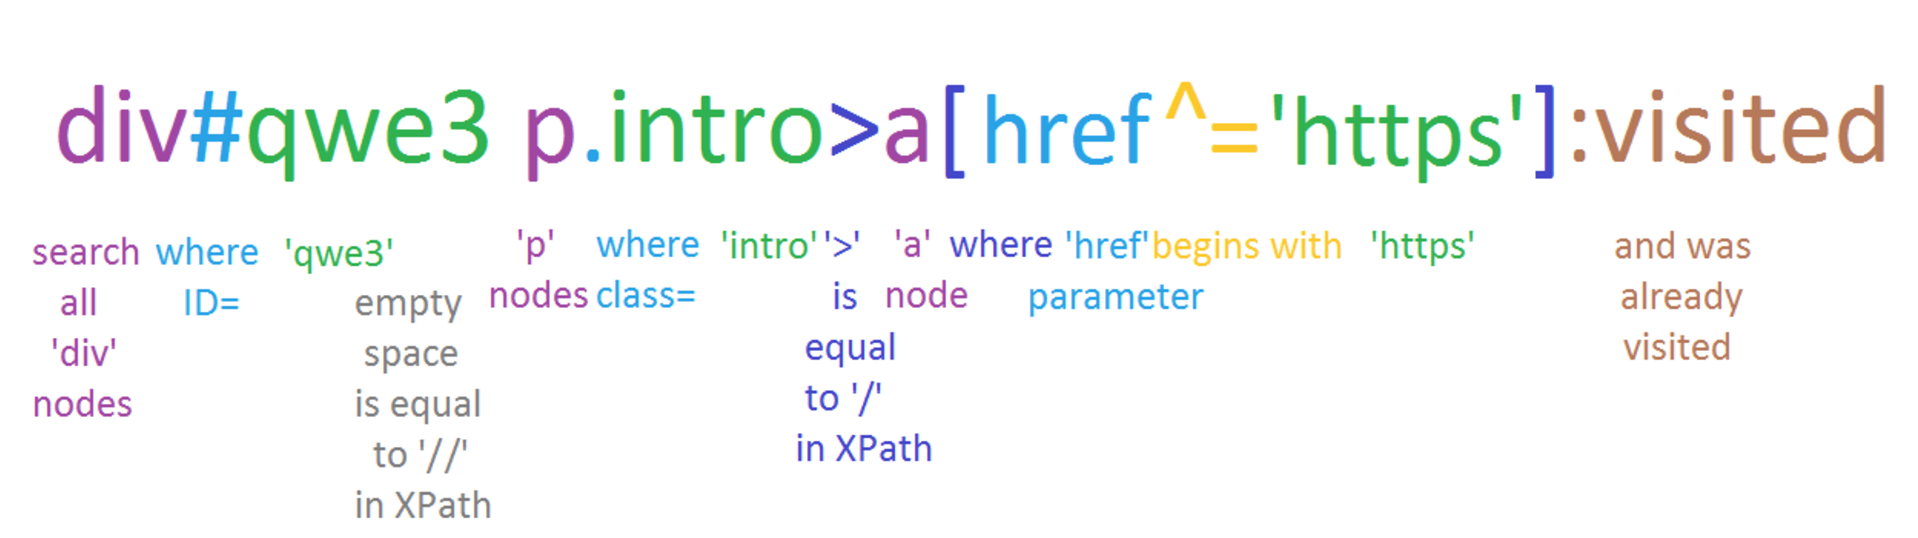 div#qwe3 p.intro>a[href^='https']:visited
search where 'qwe3' 'p' where 'intro' '>' 'a' where 'href' begins with 'https' and was
all ID= empty nodes class= is node parameter already
'div' space equal visited
nodes is equal to '/'
to '//' in XPath
in XPath